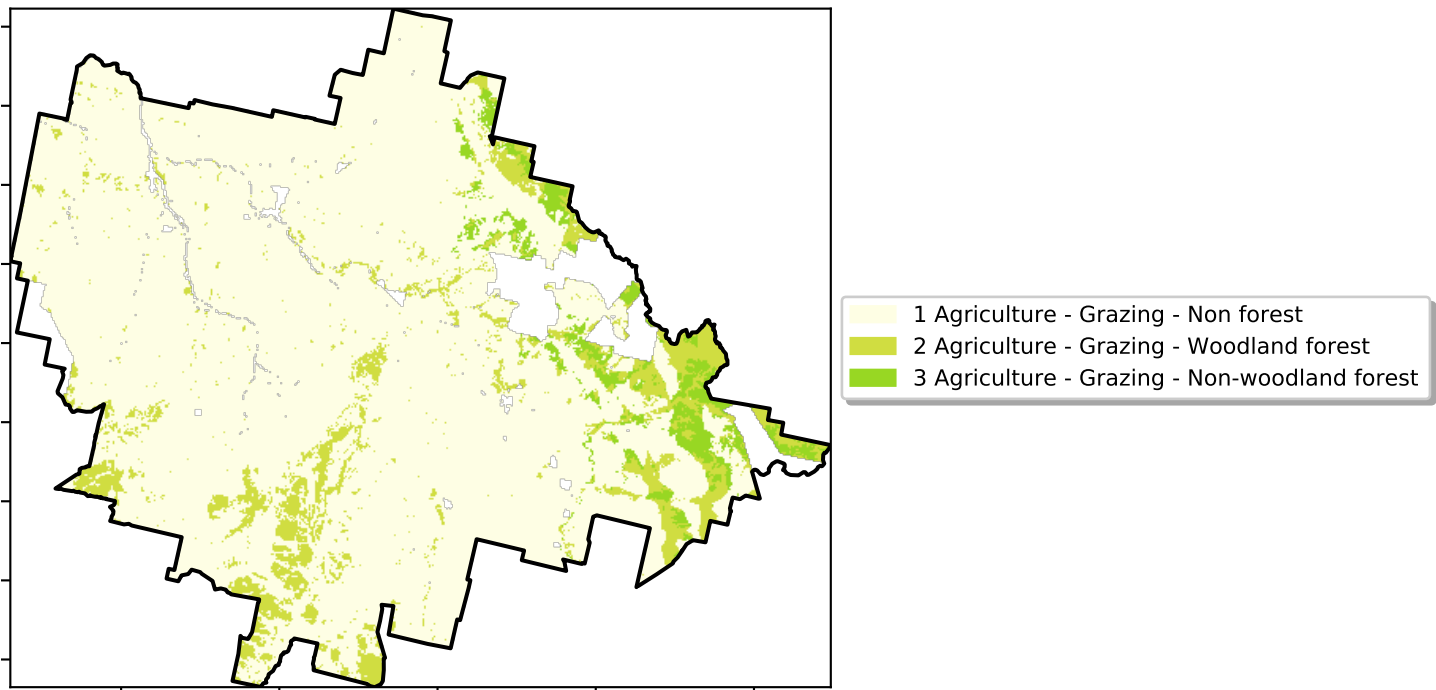 1 Agriculture - Grazing - Non forest
2 Agriculture - Grazing - Woodland forest
3 Agriculture - Grazing - Non-woodland forest